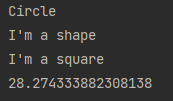 Circle
I'm a shape
I'm a square
28.274333882308138